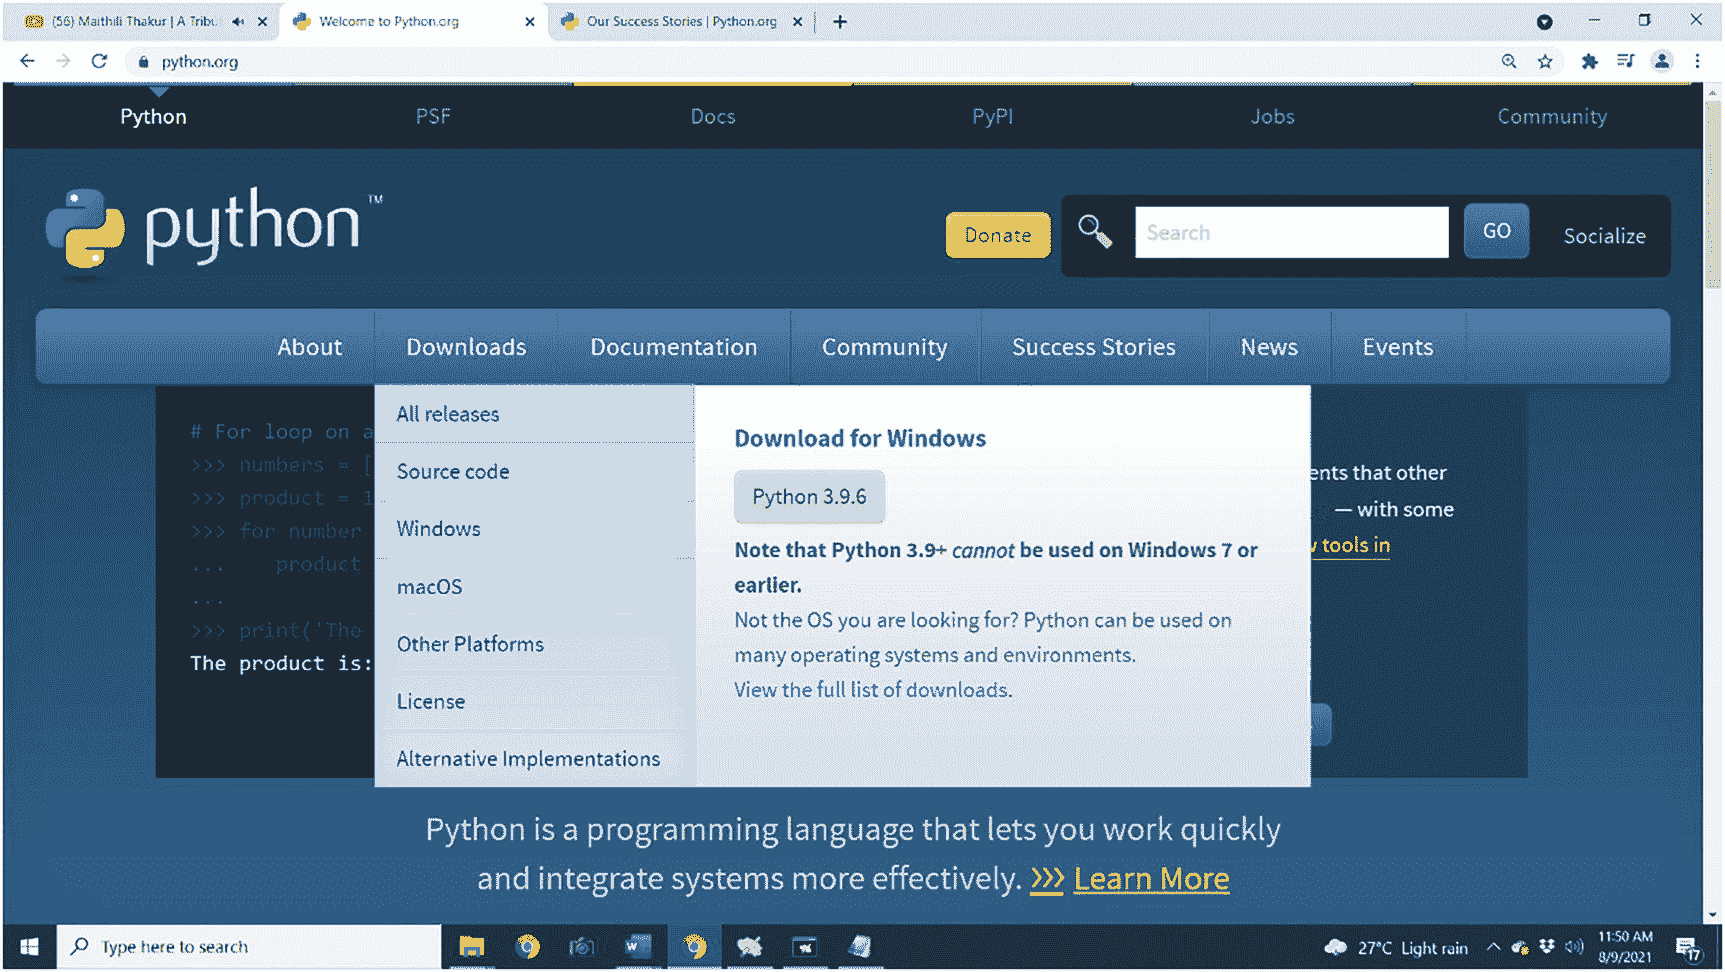 (56) Maithili Thakur | A Tribu
Welcome to Python.org
Our Success Stories | Python.org
python.org
Python
PSF
Docs
PyPI
Jobs
Community
python™
Donate
Search
GO
Socialize
About
Downloads
Documentation
Community
Success Stories
News
Events
# For loop on a
>>> numbers = [
>>> product = 1
>>> for number
... product
...
>>> print('The
The product is:
All releases
Source code
Windows
macOS
Other Platforms
License
Alternative Implementations
Download for Windows
Python 3.9.6
Note that Python 3.9+ cannot be used on Windows 7 or
earlier.
Not the OS you are looking for? Python can be used on
many operating systems and environments.
View the full list of downloads.
ents that other
— with some
tools in
Python is a programming language that lets you work quickly
and integrate systems more effectively. >>> Learn More
Type here to search
27°C Light rain
11:50 AM
8/9/2021
17